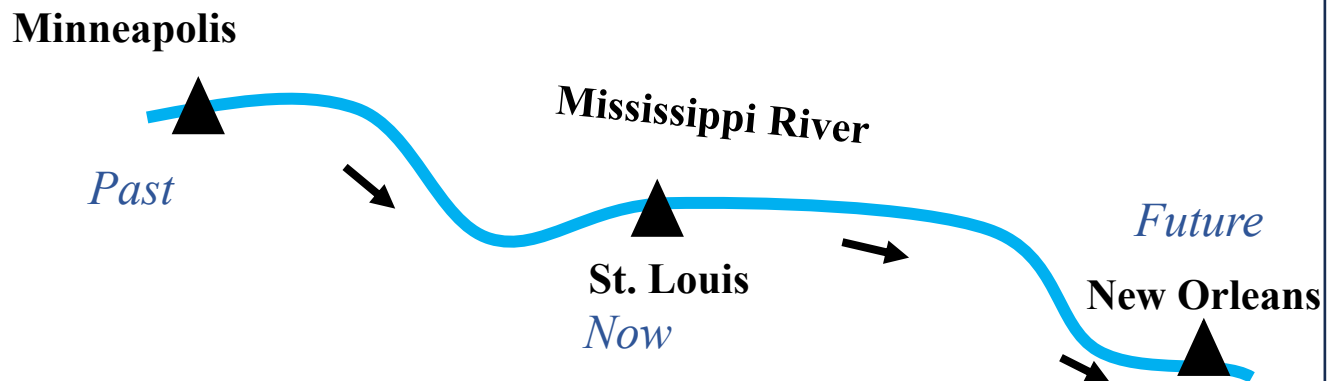 Minneapolis
Mississippi River
Past
Future
St. Louis
New Orleans
Now